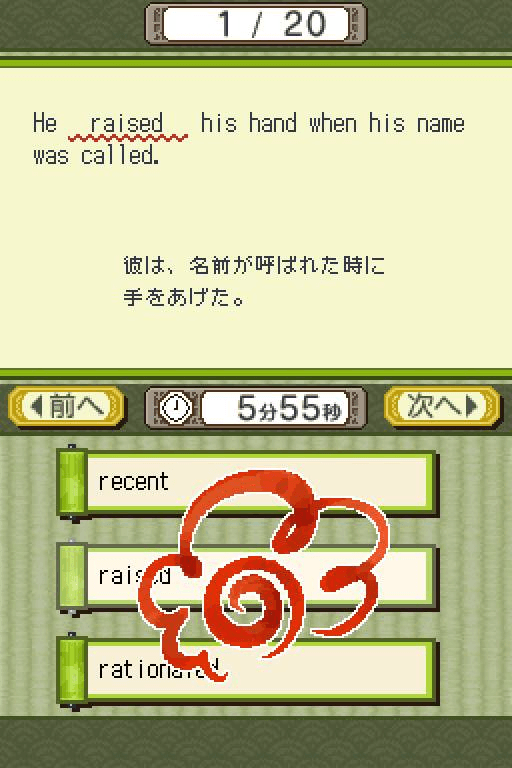 1 / 20
He raised his hand when his name
was called.
彼は、名前が呼ばれた時に
手をあげた。
前へ
5分55秒
次へ
recent
raised